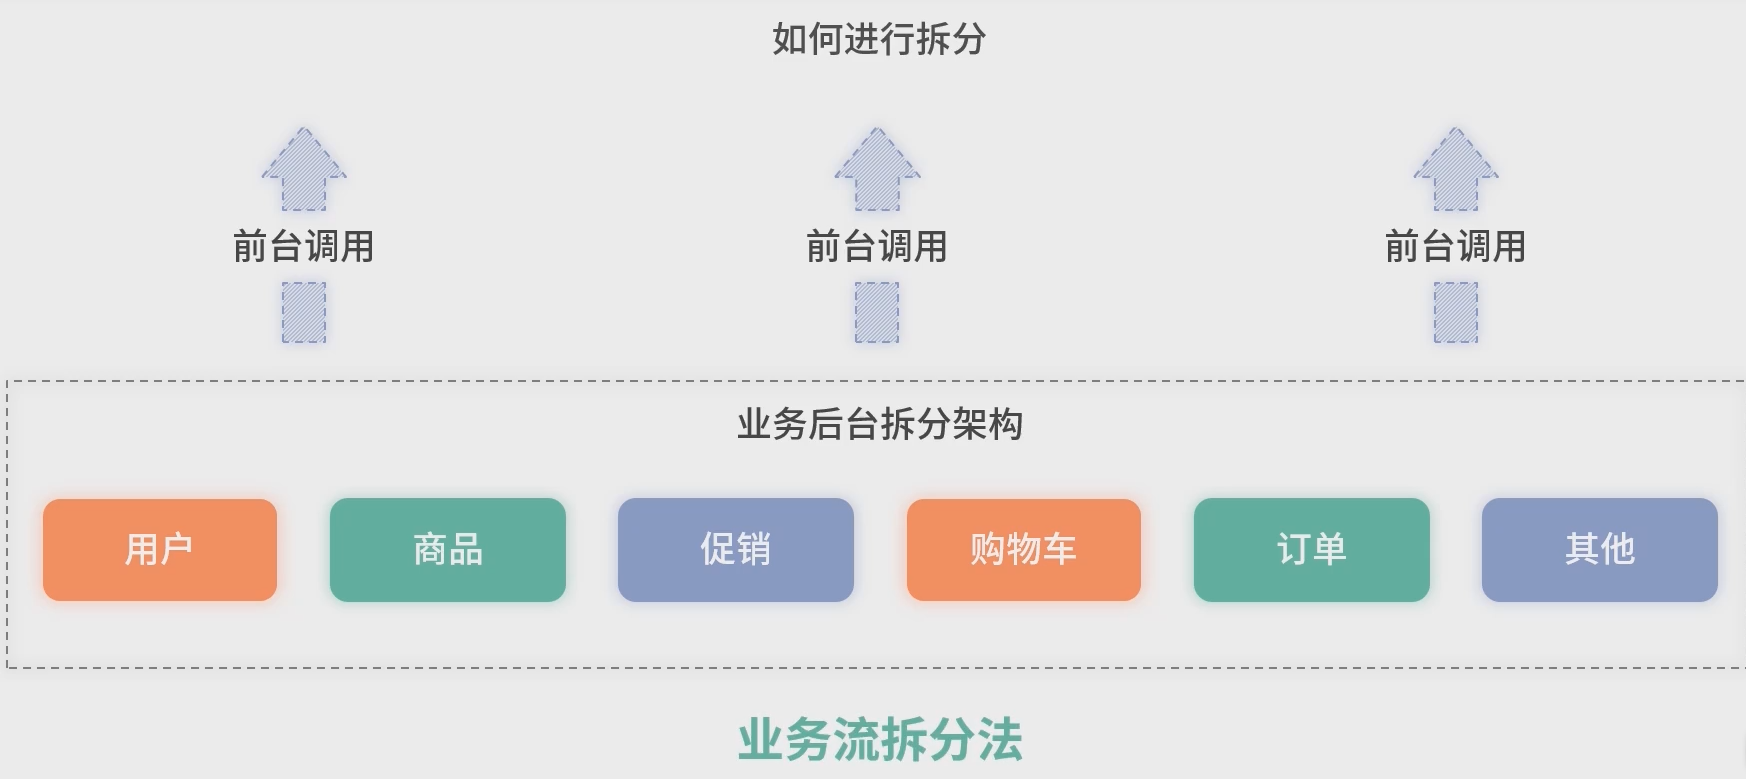 如何进行拆分
前台调用 前台调用 前台调用
业务后台拆分架构
用户 商品 促销 购物车 订单 其他
业务流拆分法